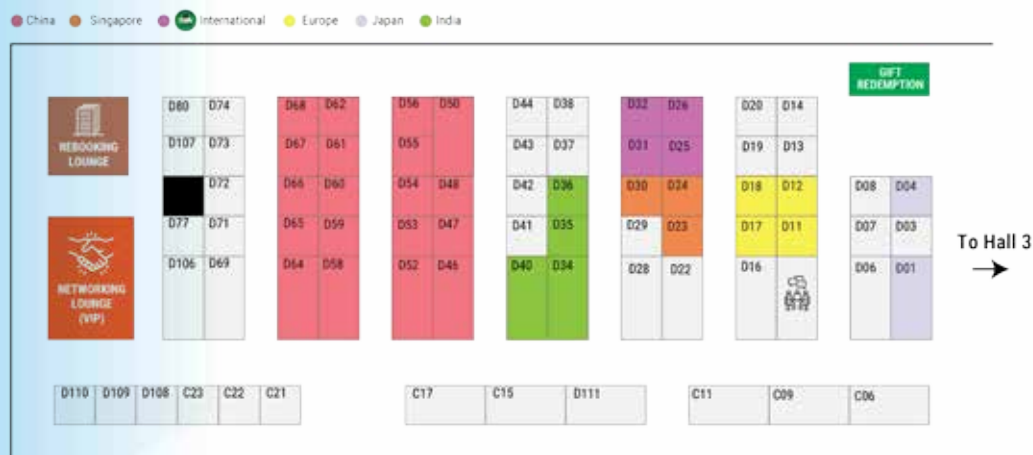 China Singapore International Europe Japan India
GIFT
REDEMPTION
D80 D74 D68 D62 D56 D50 D44 D38 D32 D26 D20 D14
REBOOKING
LOUNGE
D107 D73 D67 D61 D55 D43 D37 D31 D25 D19 D13
D72 D66 D60 D54 D48 D42 D36 D30 D24 D18 D12 D08 D04
D77 D71 D65 D59 D53 D47 D41 D35 D29 D23 D17 D11 D07 D03
To Hall 3
D106 D69 D64 D58 D52 D46 D40 D34 D28 D22 D16 D06 D01
NETWORKING
LOUNGE
(VIP)
D110 D109 D108 C23 C22 C21 C17 C15 D111 C11 C09 C06